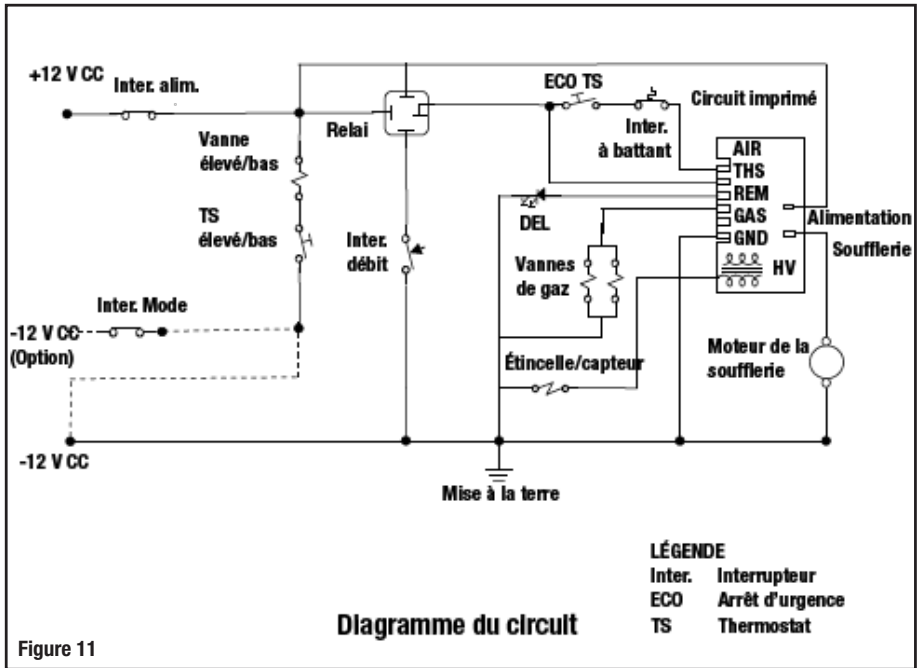 +12 V CC
Inter. alim.
Vanne
élevé/bas
TS
élevé/bas
Relai
ECO TS
Inter.
à battant
Circuit imprimé
AIR
THS
REM
GAS
GND
HV
DEL
Alimentation
Soufflerie
Inter.
débit
Vannes
de gaz
Inter. Mode
-12 V CC
(Option)
Étincelle/capteur
Moteur de la
soufflerie
-12 V CC
Mise à la terre
LÉGENDE
Inter. Interrupteur
ECO Arrêt d'urgence
TS Thermostat
Diagramme du circuit
Figure 11